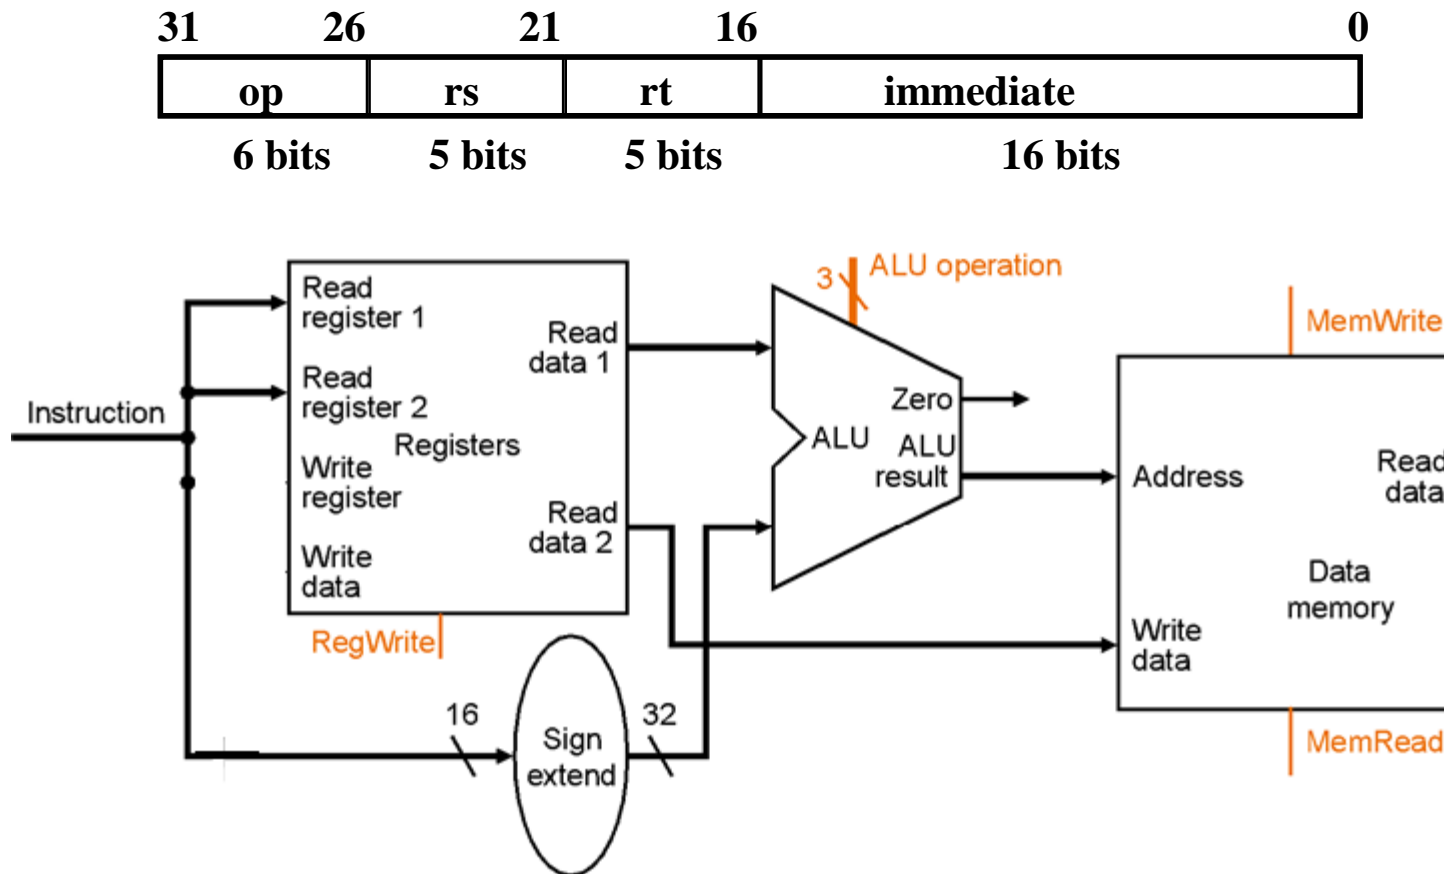 31 26 21 16 0
op rs rt immediate
6 bits 5 bits 5 bits 16 bits
Read
register 1
Read
register 2
Write
register
Write
data
Registers
Read
data 1
Read
data 2
Instruction
RegWrite
16
Sign
extend
32
3
ALU operation
Zero
ALU
ALU
result
MemWrite
Address
Read
data
Data
memory
Write
data
MemRead